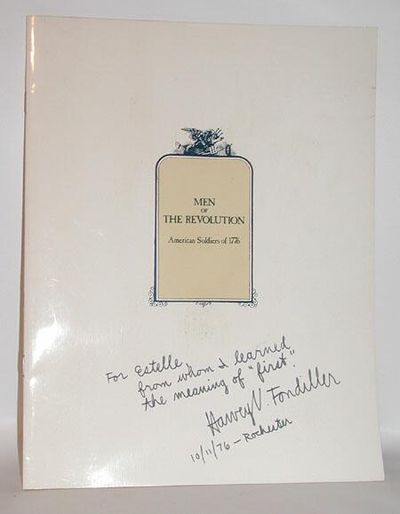 MEN
OF
THE REVOLUTION
American Soldiers of 1776
For Estelle,
from whom I learned
the meaning of "first".
Harvey V. Fondiller
10/11/76 - Rochester